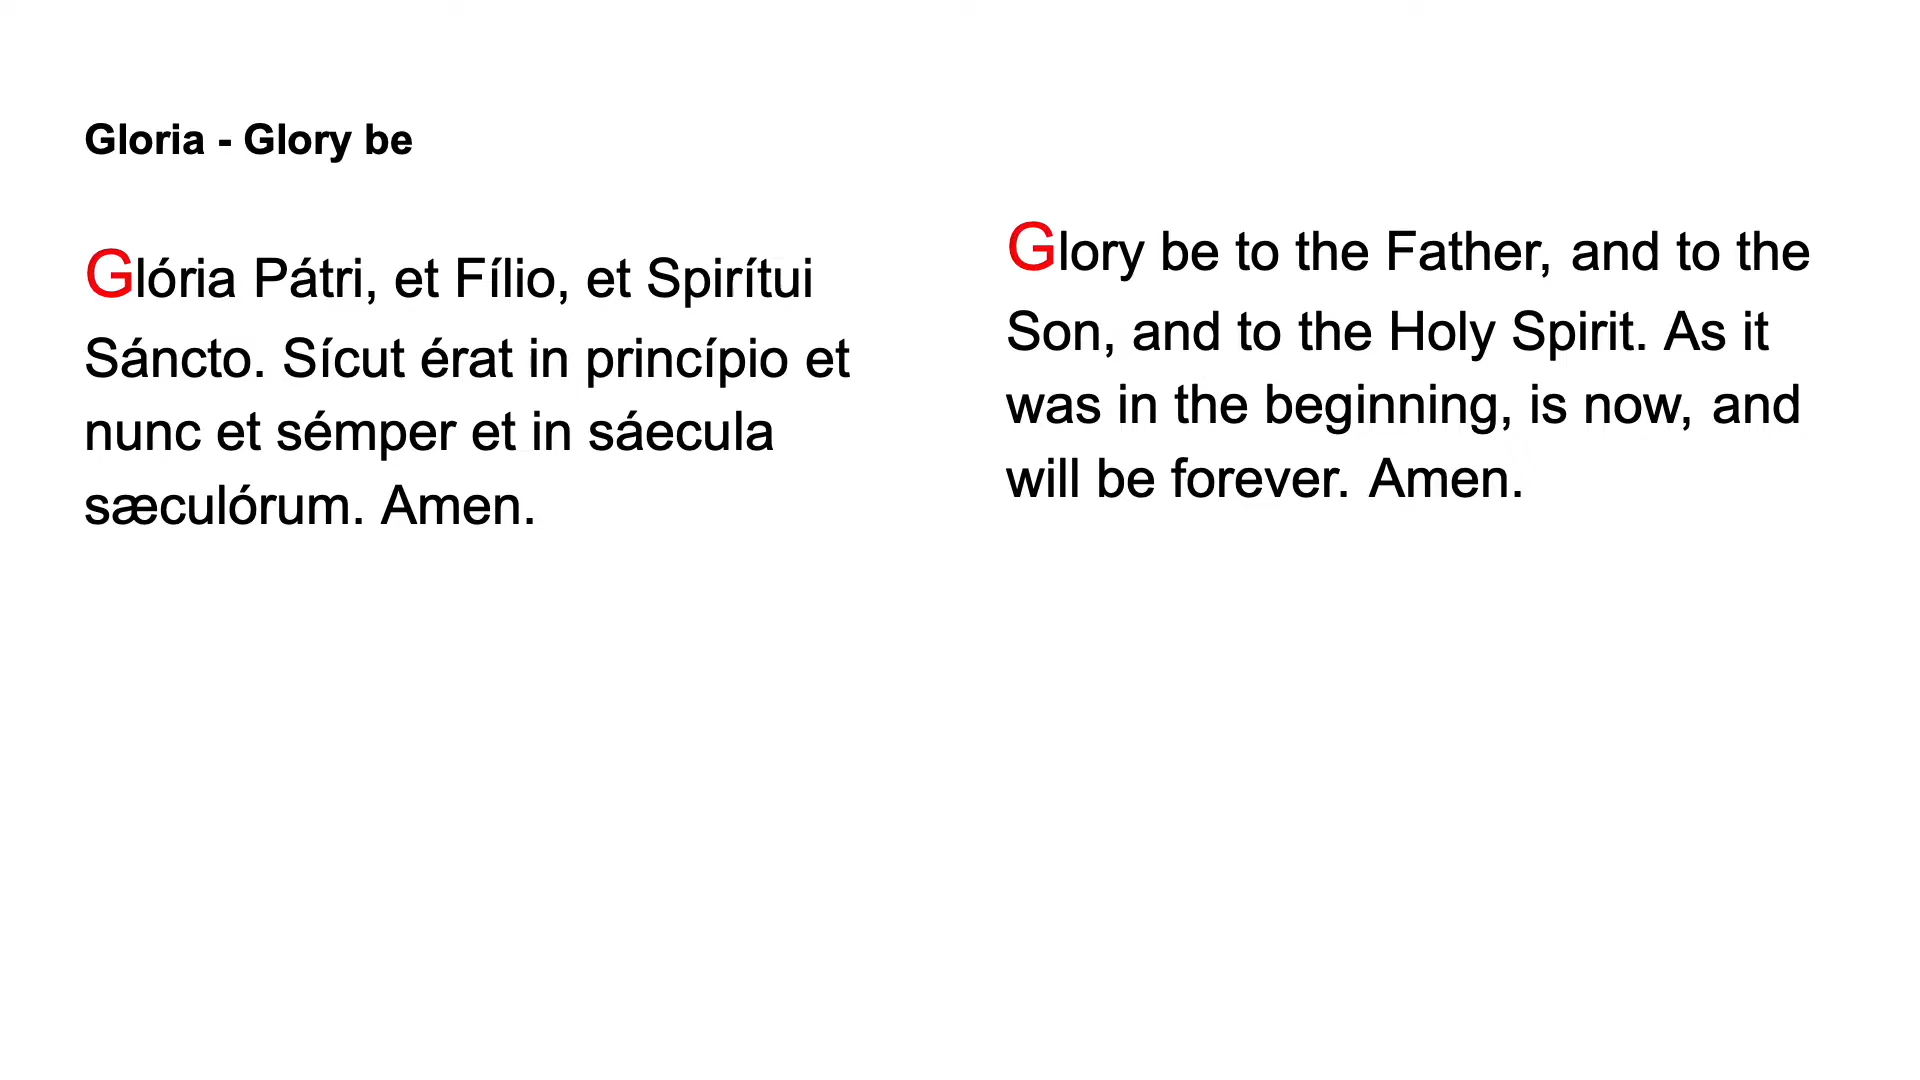 Gloria - Glory be
Glória Pátri, et Fílio, et Spirítui
Sáncto. Sícut érat in princípio et
nunc et sémper et in sáecula
sæculórum. Amen.
Glory be to the Father, and to the
Son, and to the Holy Spirit. As it
was in the beginning, is now, and
will be forever. Amen.